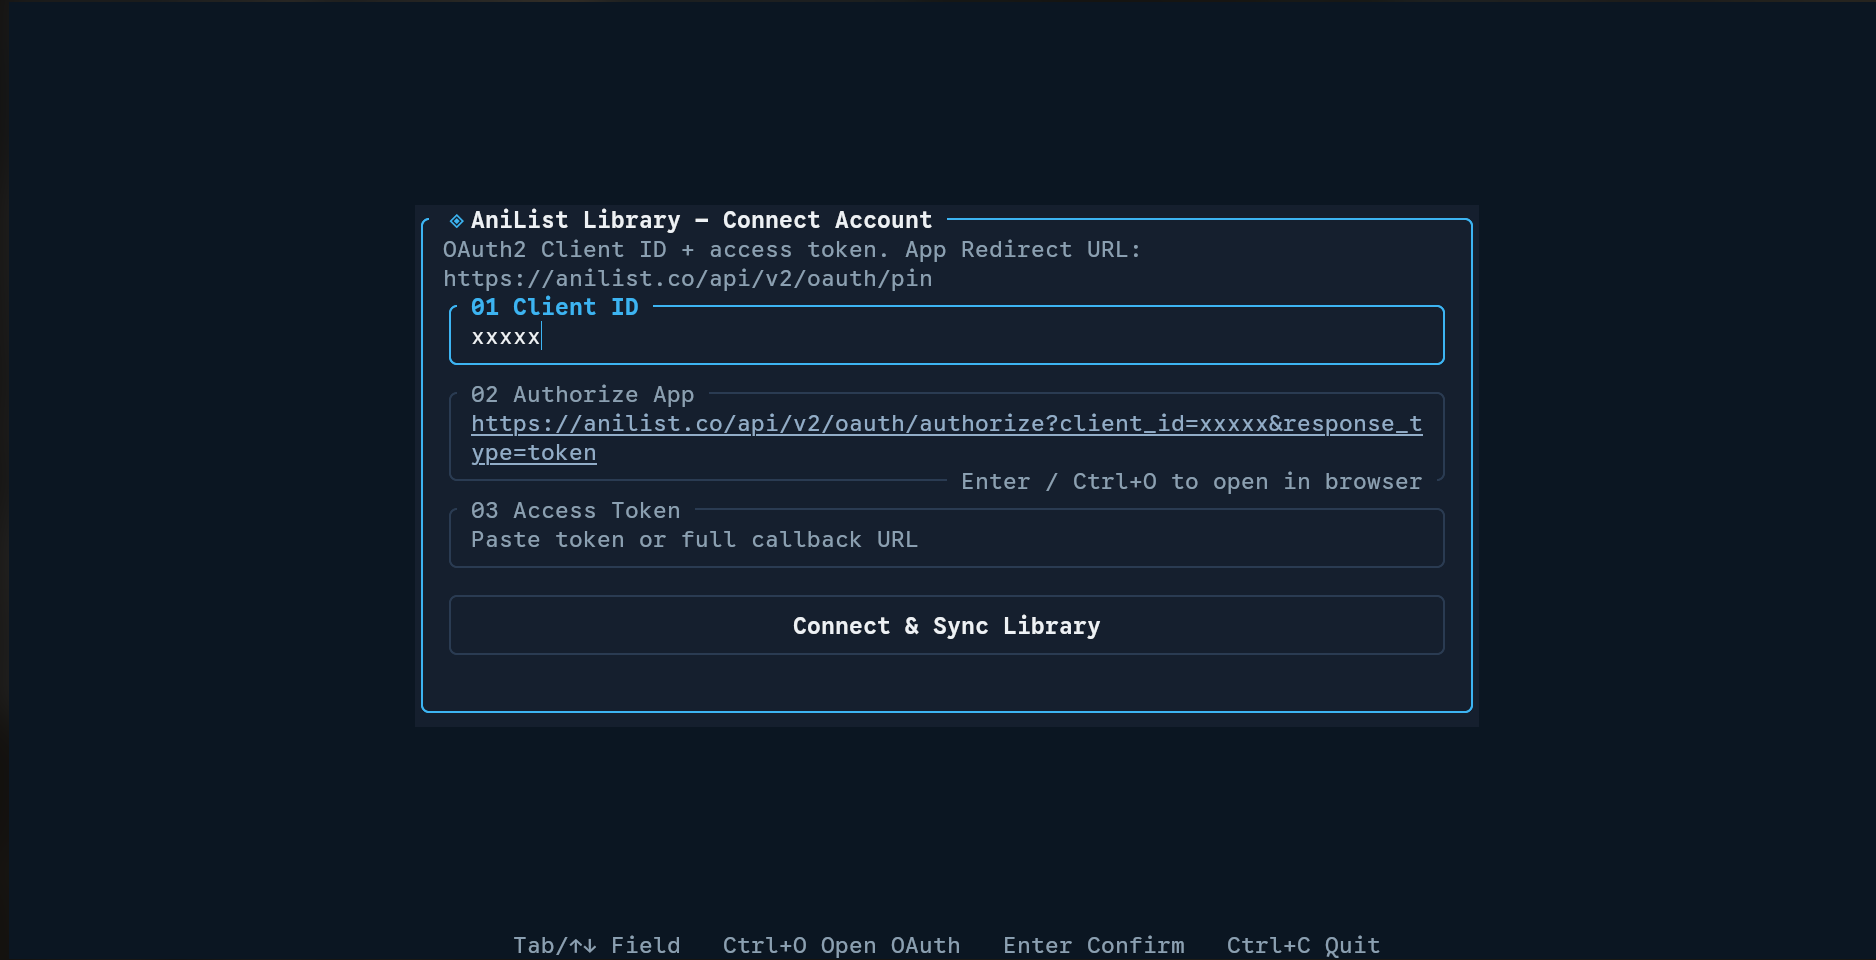 ◈ AniList Library — Connect Account
OAuth2 Client ID + access token. App Redirect URL:
https://anilist.co/api/v2/oauth/pin
01 Client ID
xxxxx
02 Authorize App
https://anilist.co/api/v2/oauth/authorize?client_id=xxxxx&response_t
ype=token
Enter / Ctrl+O to open in browser
03 Access Token
Paste token or full callback URL
Connect & Sync Library
Tab/↑↓ Field   Ctrl+O Open OAuth   Enter Confirm   Ctrl+C Quit